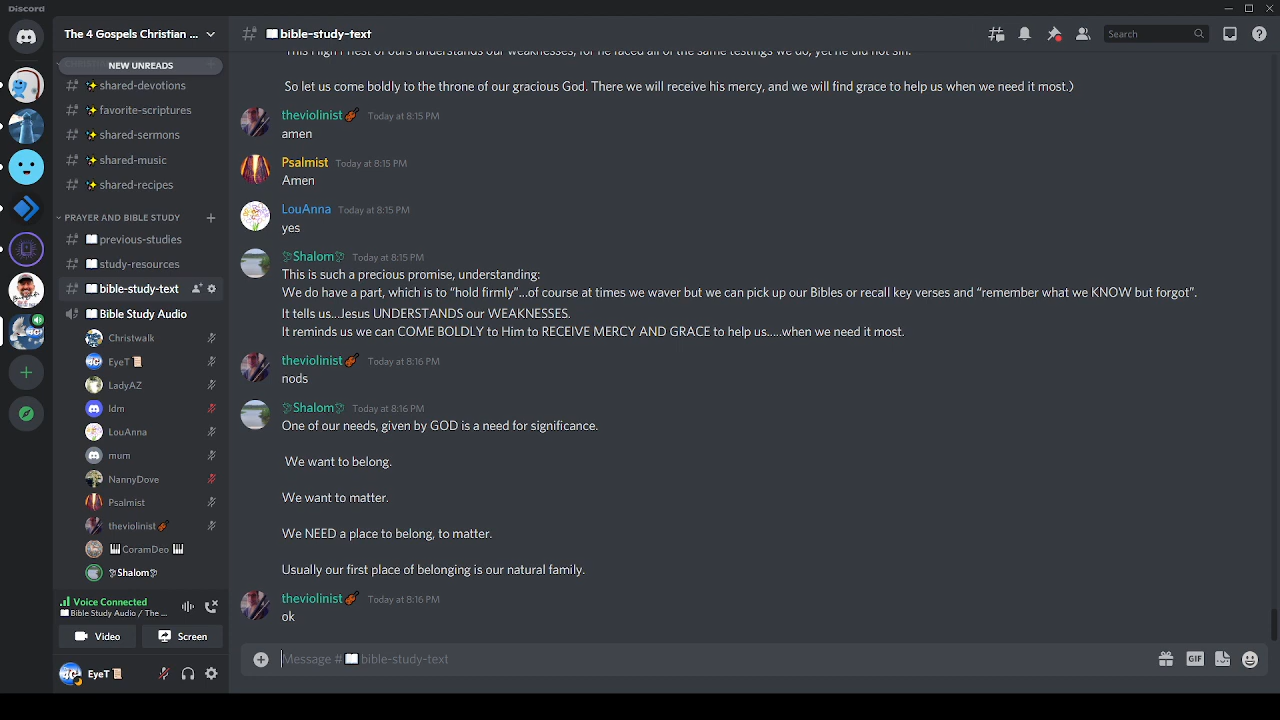 Discord
The 4 Gospels Christian ...
bible-study-text
Search
NEW UNREADS
shared-devotions
favorite-scriptures
shared-sermons
shared-music
shared-recipes
PRAYER AND BIBLE STUDY
previous-studies
study-resources
bible-study-text
Bible Study Audio
Christwalk
EyeT
LadyAZ
ldm
LouAnna
mum
NannyDove
Psalmist
theviolinist
CoramDeo
Shalom
Voice Connected
Bible Study Audio / The ...
Video
Screen
EyeT
This High Priest of ours understands our weaknesses, for he faced all of the same testings we do, yet he did not sin.
So let us come boldly to the throne of our gracious God. There we will receive his mercy, and we will find grace to help us when we need it most.)
theviolinist Today at 8:15 PM
amen
Psalmist Today at 8:15 PM
Amen
LouAnna Today at 8:15 PM
yes
Shalom Today at 8:15 PM
This is such a precious promise, understanding:
We do have a part, which is to “hold firmly”...of course at times we waver but we can pick up our Bibles or recall key verses and “remember what we KNOW but forgot”.
It tells us...Jesus UNDERSTANDS our WEAKNESSES.
It reminds us we can COME BOLDLY to Him to RECEIVE MERCY AND GRACE to help us.....when we need it most.
theviolinist Today at 8:16 PM
nods
Shalom Today at 8:16 PM
One of our needs, given by GOD is a need for significance.
We want to belong.
We want to matter.
We NEED a place to belong, to matter.
Usually our first place of belonging is our natural family.
theviolinist Today at 8:16 PM
ok
Message # bible-study-text
GIF